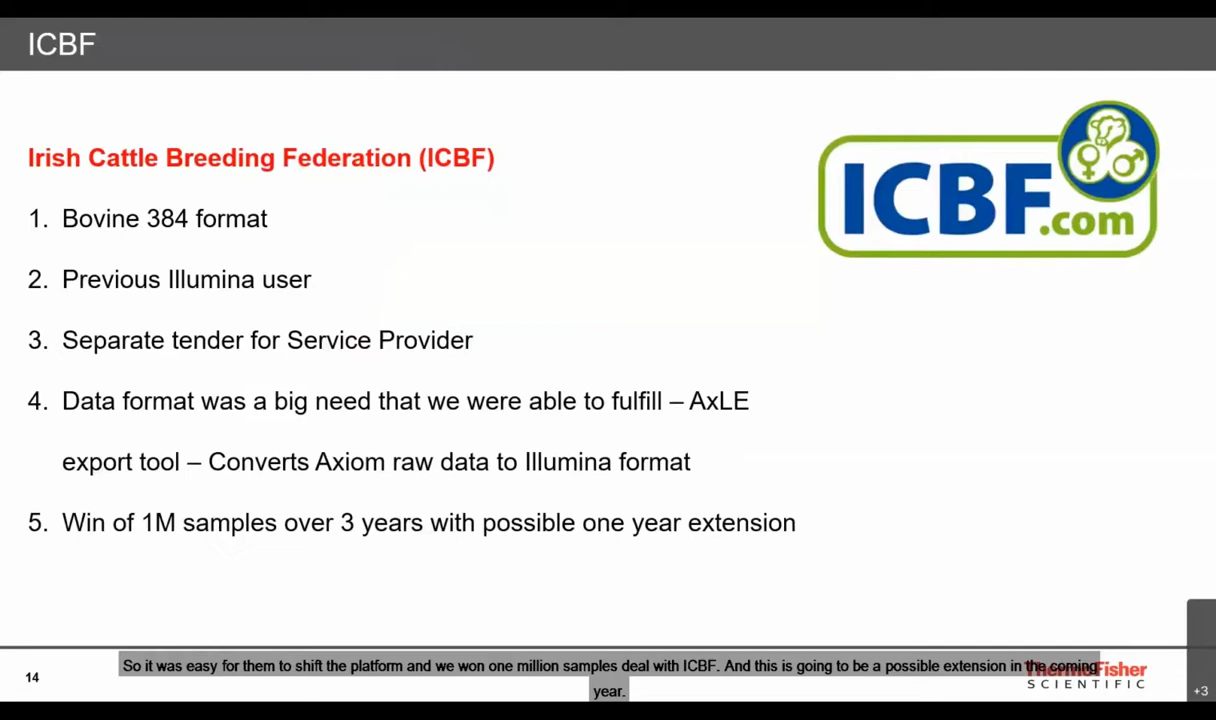 ICBF
Irish Cattle Breeding Federation (ICBF)
ICBF
.com
1. Bovine 384 format
2. Previous Illumina user
3. Separate tender for Service Provider
4. Data format was a big need that we were able to fulfill – AxLE
export tool – Converts Axiom raw data to Illumina format
5. Win of 1M samples over 3 years with possible one year extension
So it was easy for them to shift the platform and we won one million samples deal with ICBF. And this is going to be a possible extension in the coming
year.
14
ThermoFisher
SCIENTIFIC
+3